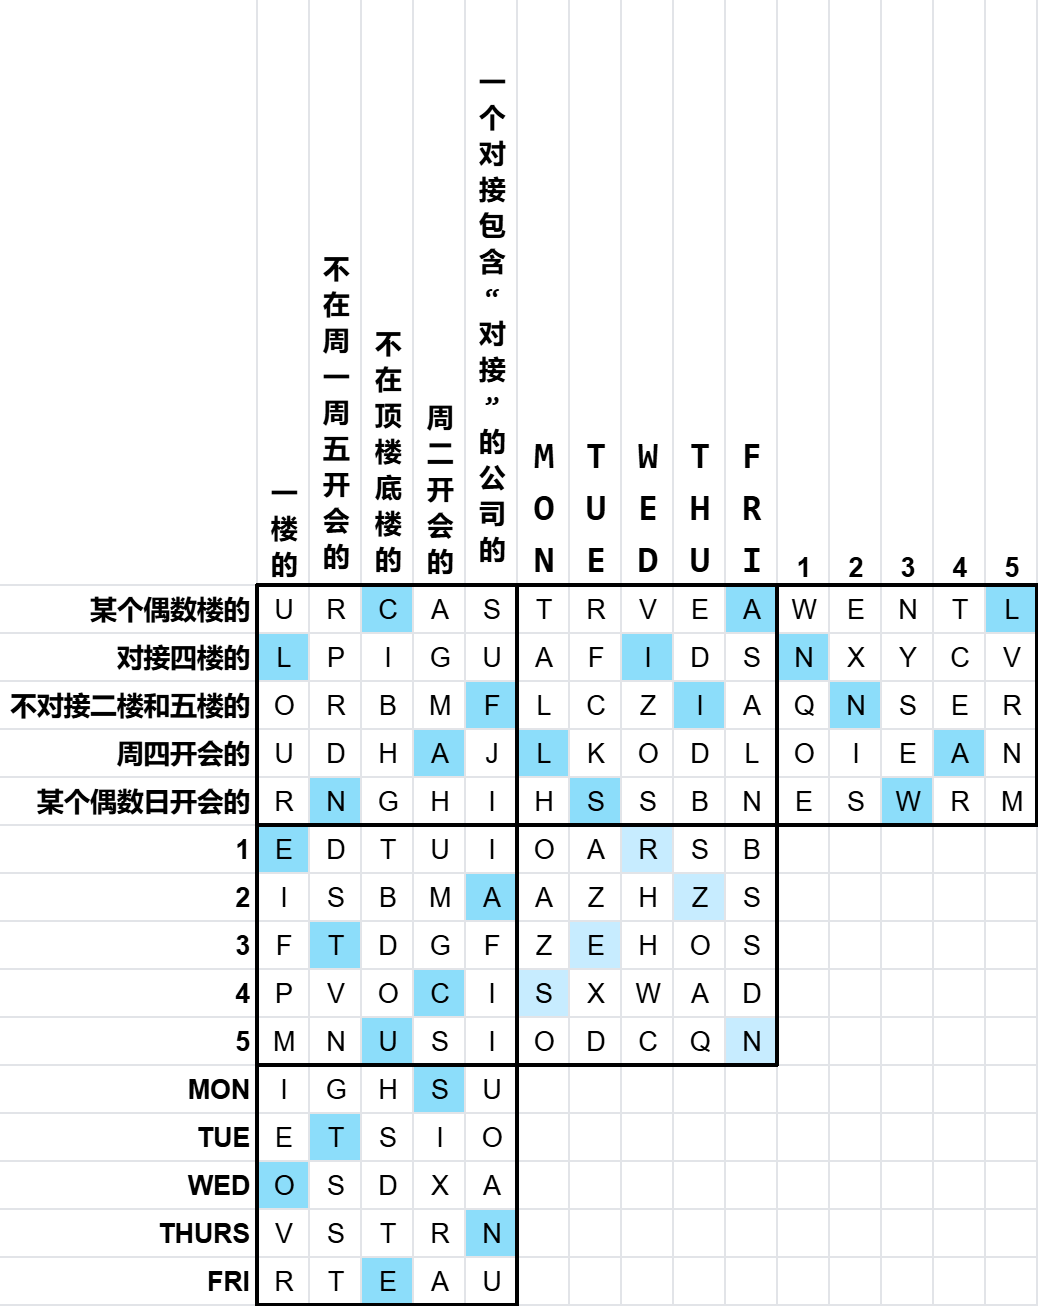 一楼的
不在周一周五开会的
不在顶楼底楼的
周二开会的
一个对接包含“对接”的公司的
MON
TUE
WED
THU
FRI
1 2 3 4 5
某个偶数楼的 U R C A S T R V E A W E N T L
对接四楼的 L P I G U A F I D S N X Y C V
不对接二楼和五楼的 O R B M F L C Z I A Q N S E R
周四开会的 U D H A J L K O D L O I E A N
某个偶数日开会的 R N G H I H S S B N E S W R M
1 E D T U I O A R S B
2 I S B M A A Z H Z S
3 F T D G F Z E H O S
4 P V O C I S X W A D
5 M N U S I O D C Q N
MON I G H S U
TUE E T S I O
WED O S D X A
THURS V S T R N
FRI R T E A U